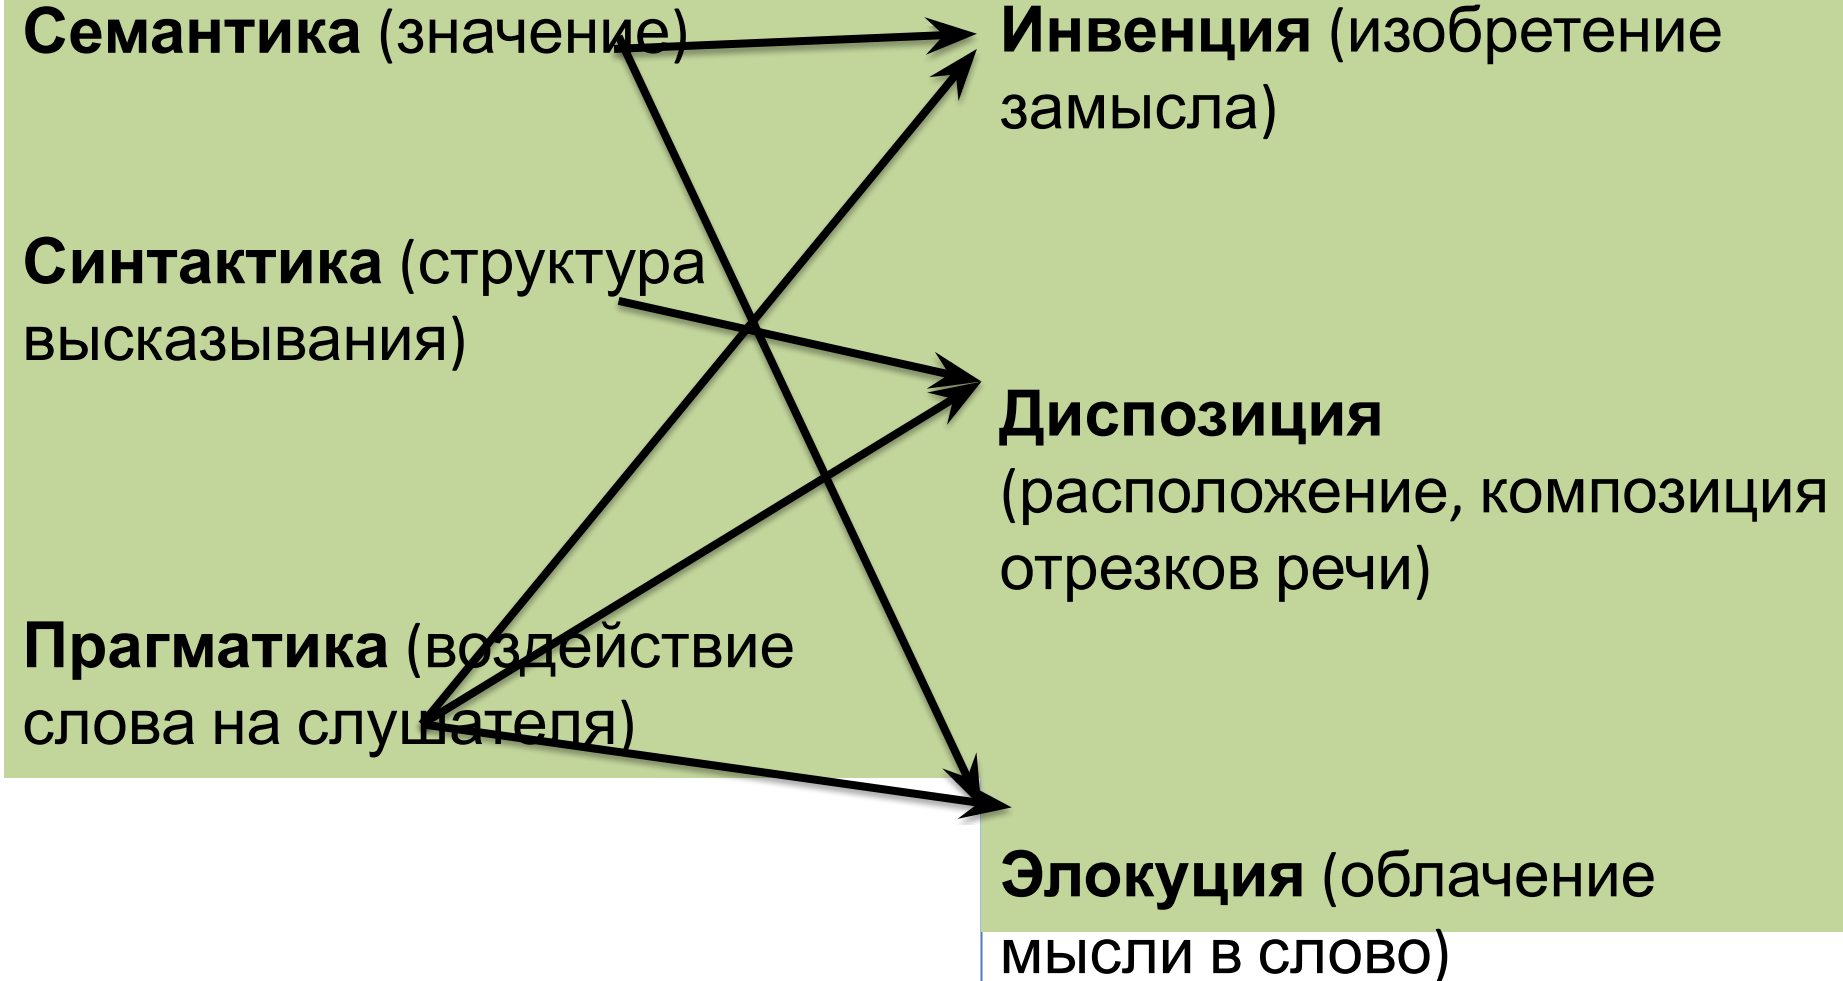 Семантика (значение)
Синтактика (структура
высказывания)
Прагматика (воздействие
слова на слушателя)
Инвенция (изобретение
замысла)
Диспозиция
(расположение, композиция
отрезков речи)
Элокуция (облачение
мысли в слово)